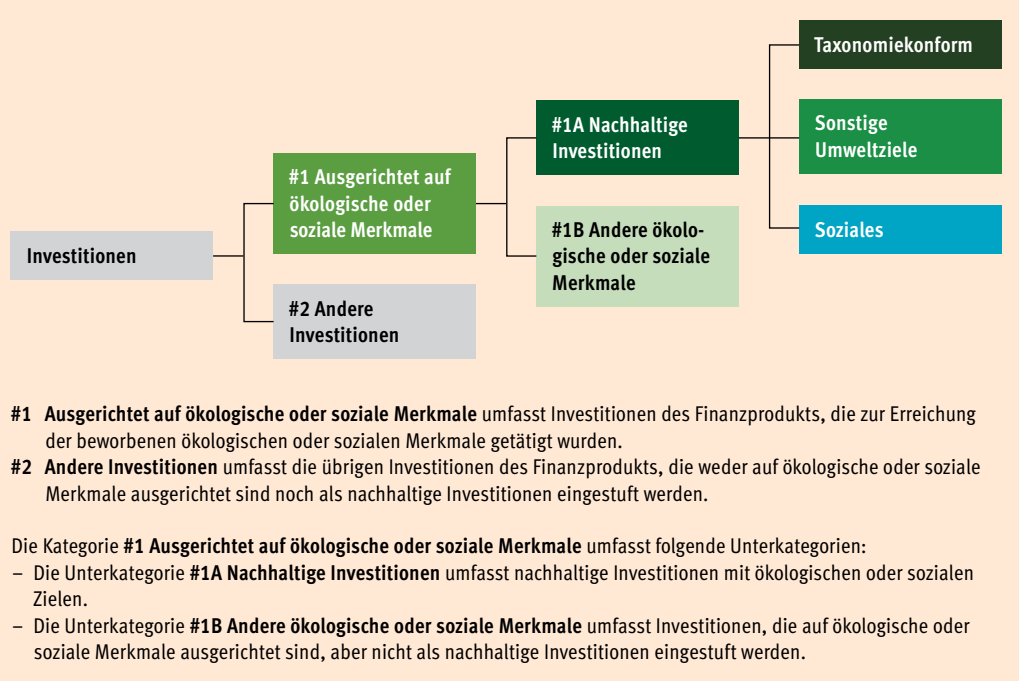 Investitionen
#1 Ausgerichtet auf
ökologische oder
soziale Merkmale
#2 Andere
Investitionen
#1A Nachhaltige
Investitionen
#1B Andere ökolo-
gische oder soziale
Merkmale
Taxonomiekonform
Sonstige
Umweltziele
Soziales
#1 Ausgerichtet auf ökologische oder soziale Merkmale umfasst Investitionen des Finanzprodukts, die zur Erreichung
der beworbenen ökologischen oder sozialen Merkmale getätigt wurden.
#2 Andere Investitionen umfasst die übrigen Investitionen des Finanzprodukts, die weder auf ökologische oder soziale
Merkmale ausgerichtet sind noch als nachhaltige Investitionen eingestuft werden.
Die Kategorie #1 Ausgerichtet auf ökologische oder soziale Merkmale umfasst folgende Unterkategorien:
– Die Unterkategorie #1A Nachhaltige Investitionen umfasst nachhaltige Investitionen mit ökologischen oder sozialen
Zielen.
– Die Unterkategorie #1B Andere ökologische oder soziale Merkmale umfasst Investitionen, die auf ökologische oder
soziale Merkmale ausgerichtet sind, aber nicht als nachhaltige Investitionen eingestuft werden.